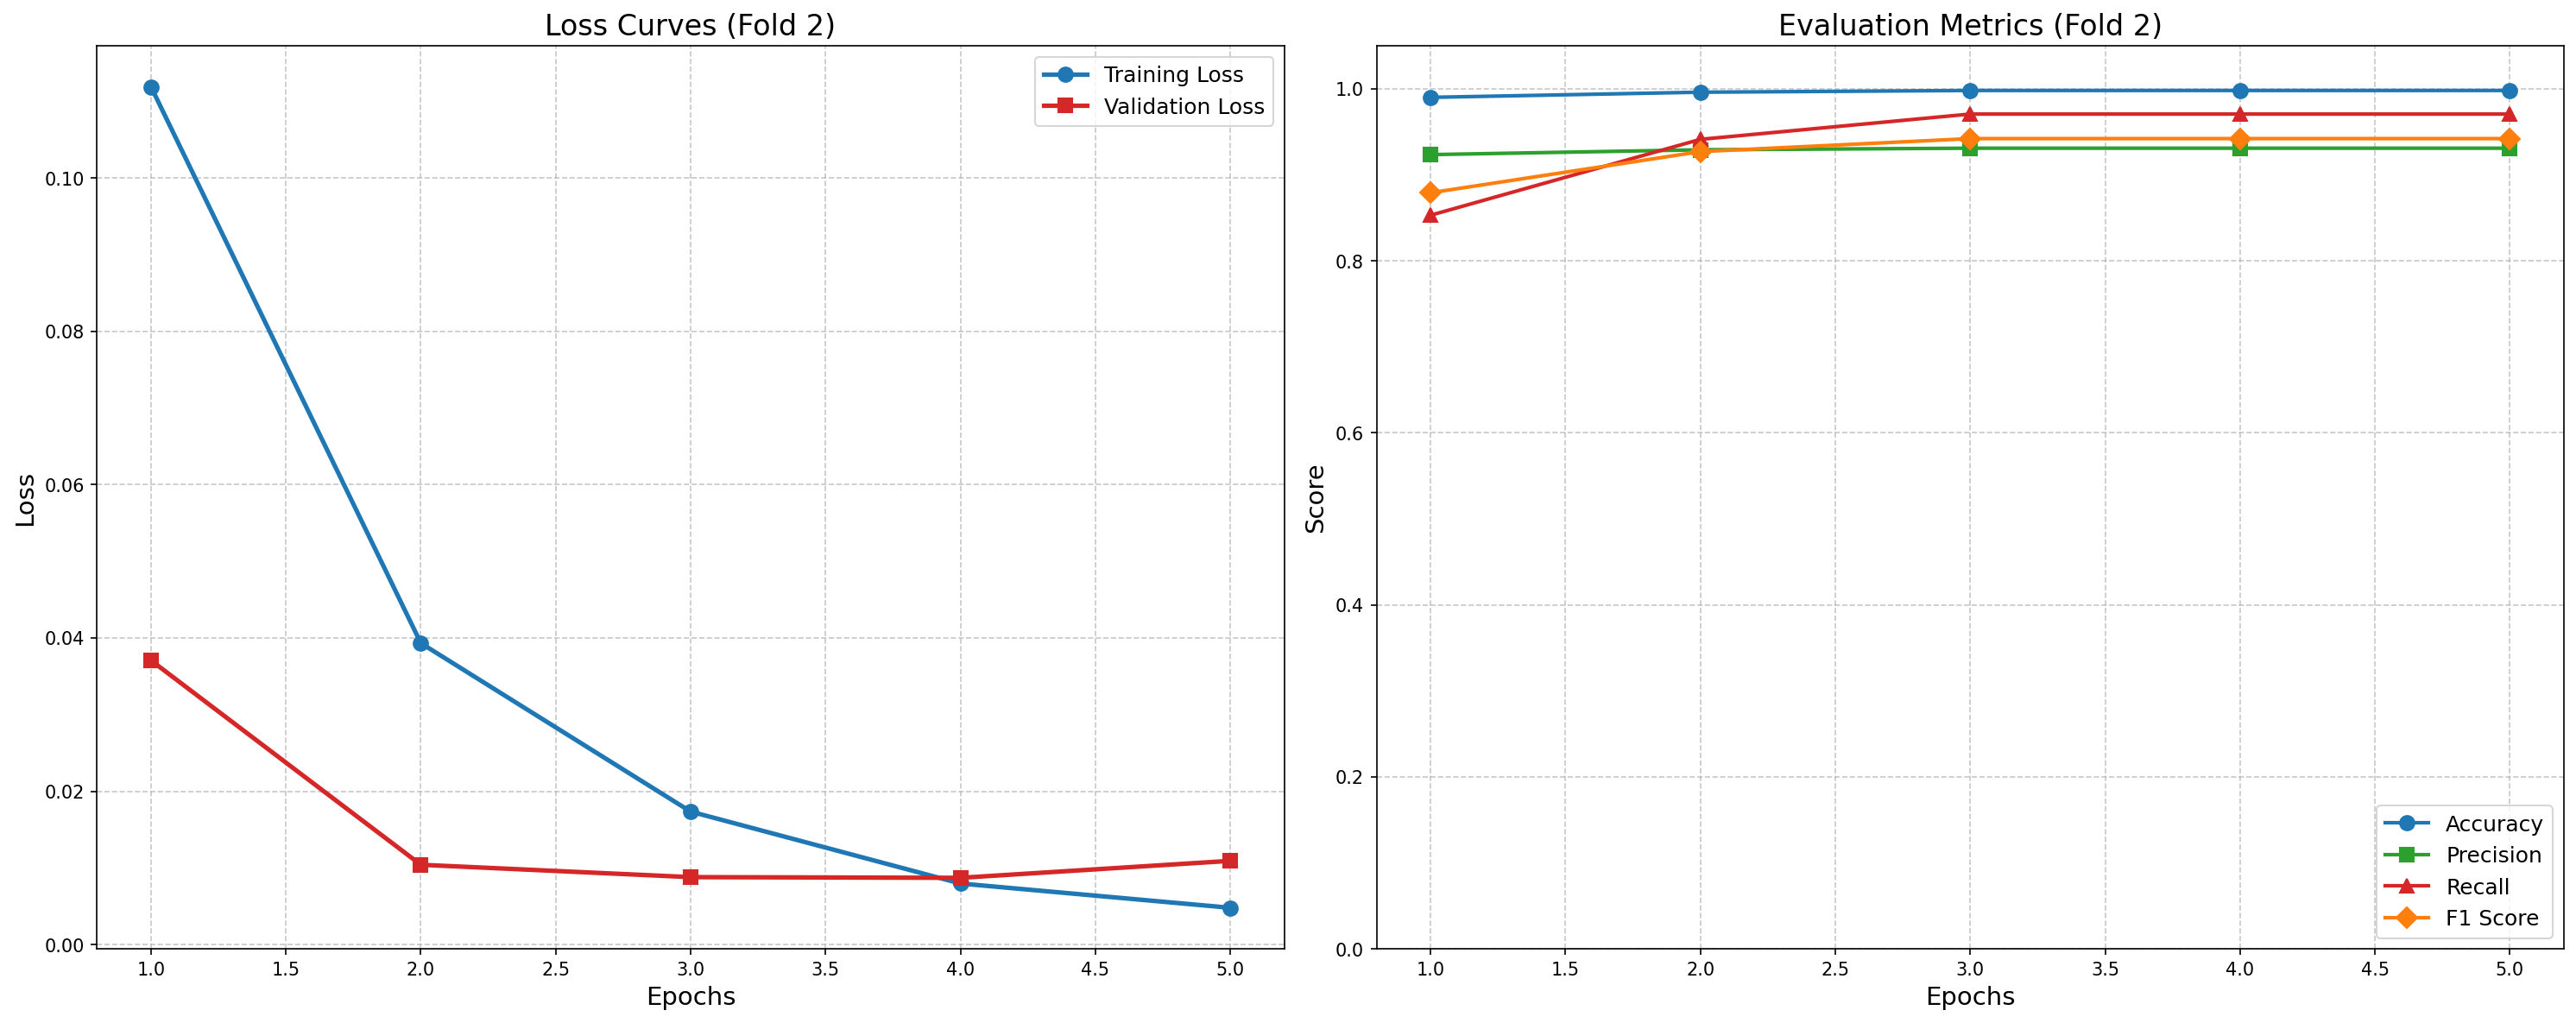 Loss Curves (Fold 2)
Training Loss
Validation Loss
0.10
0.08
0.06
0.04
0.02
0.00
Loss
1.0 1.5 2.0 2.5 3.0 3.5 4.0 4.5 5.0
Epochs
Evaluation Metrics (Fold 2)
1.0
0.8
0.6
0.4
0.2
0.0
Score
Accuracy
Precision
Recall
F1 Score
1.0 1.5 2.0 2.5 3.0 3.5 4.0 4.5 5.0
Epochs